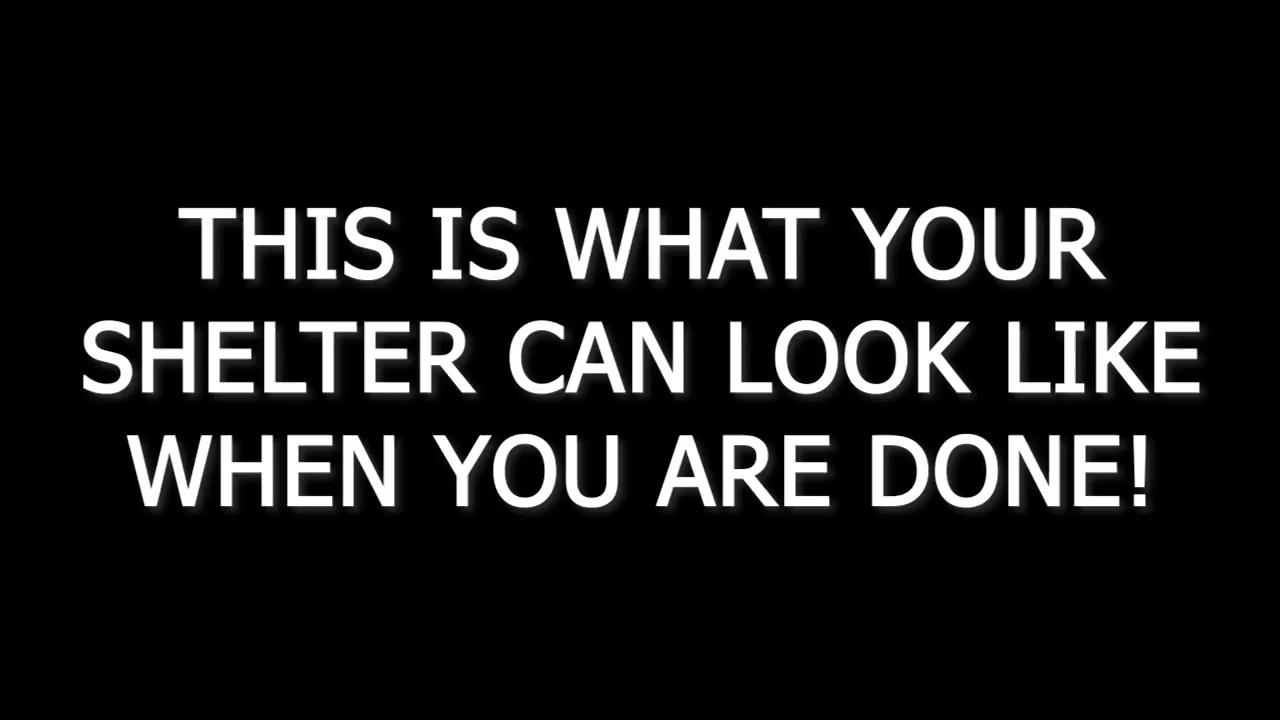 THIS IS WHAT YOUR
SHELTER CAN LOOK LIKE
WHEN YOU ARE DONE!